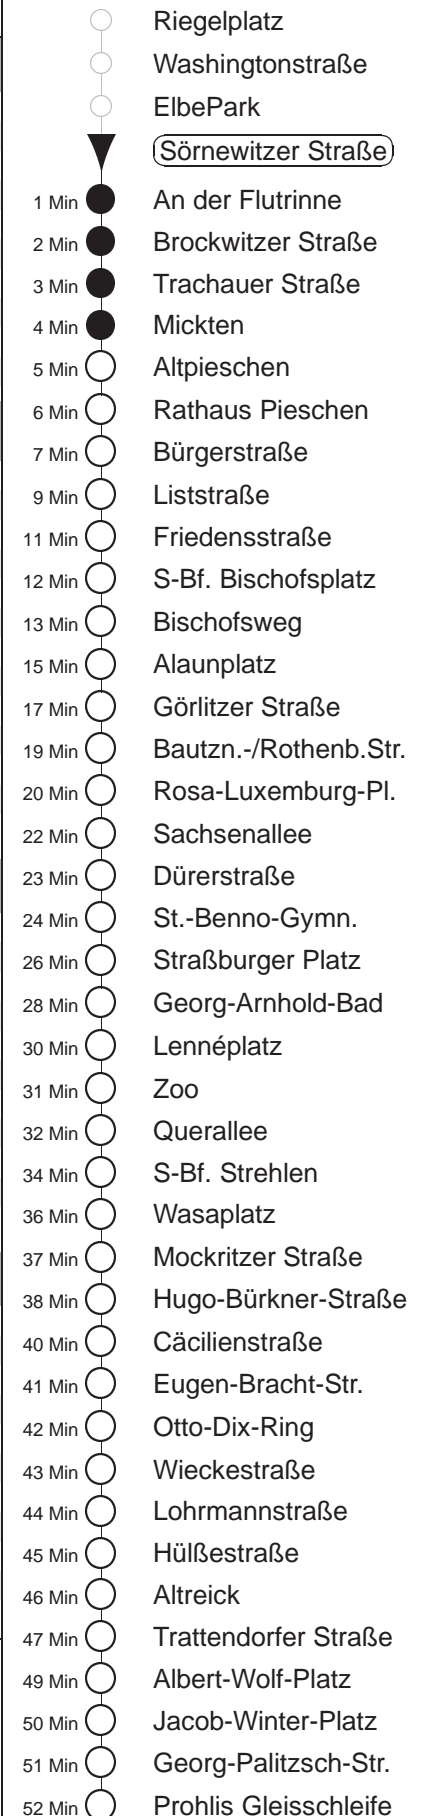 Riegelplatz
Washingtonstraße
ElbePark
Sörnewitzer Straße
1 Min An der Flutrinne
2 Min Brockwitzer Straße
3 Min Trachauer Straße
4 Min Mickten
5 Min Altpieschen
6 Min Rathaus Pieschen
7 Min Bürgerstraße
9 Min Liststraße
11 Min Friedensstraße
12 Min S-Bf. Bischofsplatz
13 Min Bischofsweg
15 Min Alaunplatz
17 Min Görlitzer Straße
19 Min Bautzn.-/Rothenb.Str.
20 Min Rosa-Luxemburg-Pl.
22 Min Sachsenallee
23 Min Dürerstraße
24 Min St.-Benno-Gymn.
26 Min Straßburger Platz
28 Min Georg-Arnhold-Bad
30 Min Lennéplatz
31 Min Zoo
32 Min Querallee
34 Min S-Bf. Strehlen
36 Min Wasaplatz
37 Min Mockritzer Straße
38 Min Hugo-Bürkner-Straße
40 Min Cäcilienstraße
41 Min Eugen-Bracht-Str.
42 Min Otto-Dix-Ring
43 Min Wieckestraße
44 Min Lohrmannstraße
45 Min Hülßestraße
46 Min Altreick
47 Min Trattendorfer Straße
49 Min Albert-Wolf-Platz
50 Min Jacob-Winter-Platz
51 Min Georg-Palitzsch-Str.
52 Min Prohlis Gleisschleife